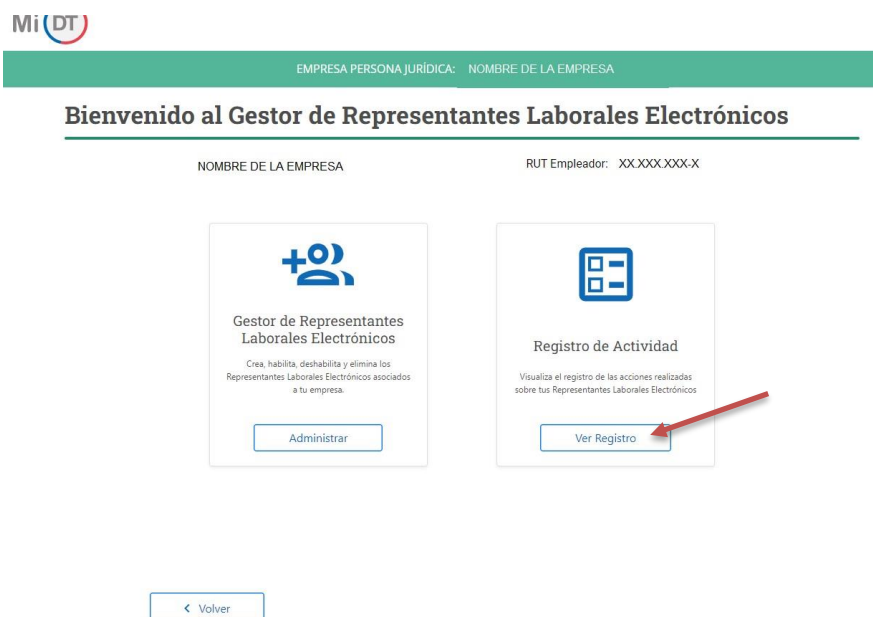 Mi DT
EMPRESA PERSONA JURÍDICA: NOMBRE DE LA EMPRESA
Bienvenido al Gestor de Representantes Laborales Electrónicos
NOMBRE DE LA EMPRESA
RUT Empleador: XX.XXX.XXX-X
Gestor de Representantes
Laborales Electrónicos
Crea, habilita, deshabilita y elimina los
Representantes Laborales Electrónicos asociados
a tu empresa.
Administrar
Registro de Actividad
Visualiza el registro de las acciones realizadas
sobre tus Representantes Laborales Electrónicos
Ver Registro
Volver